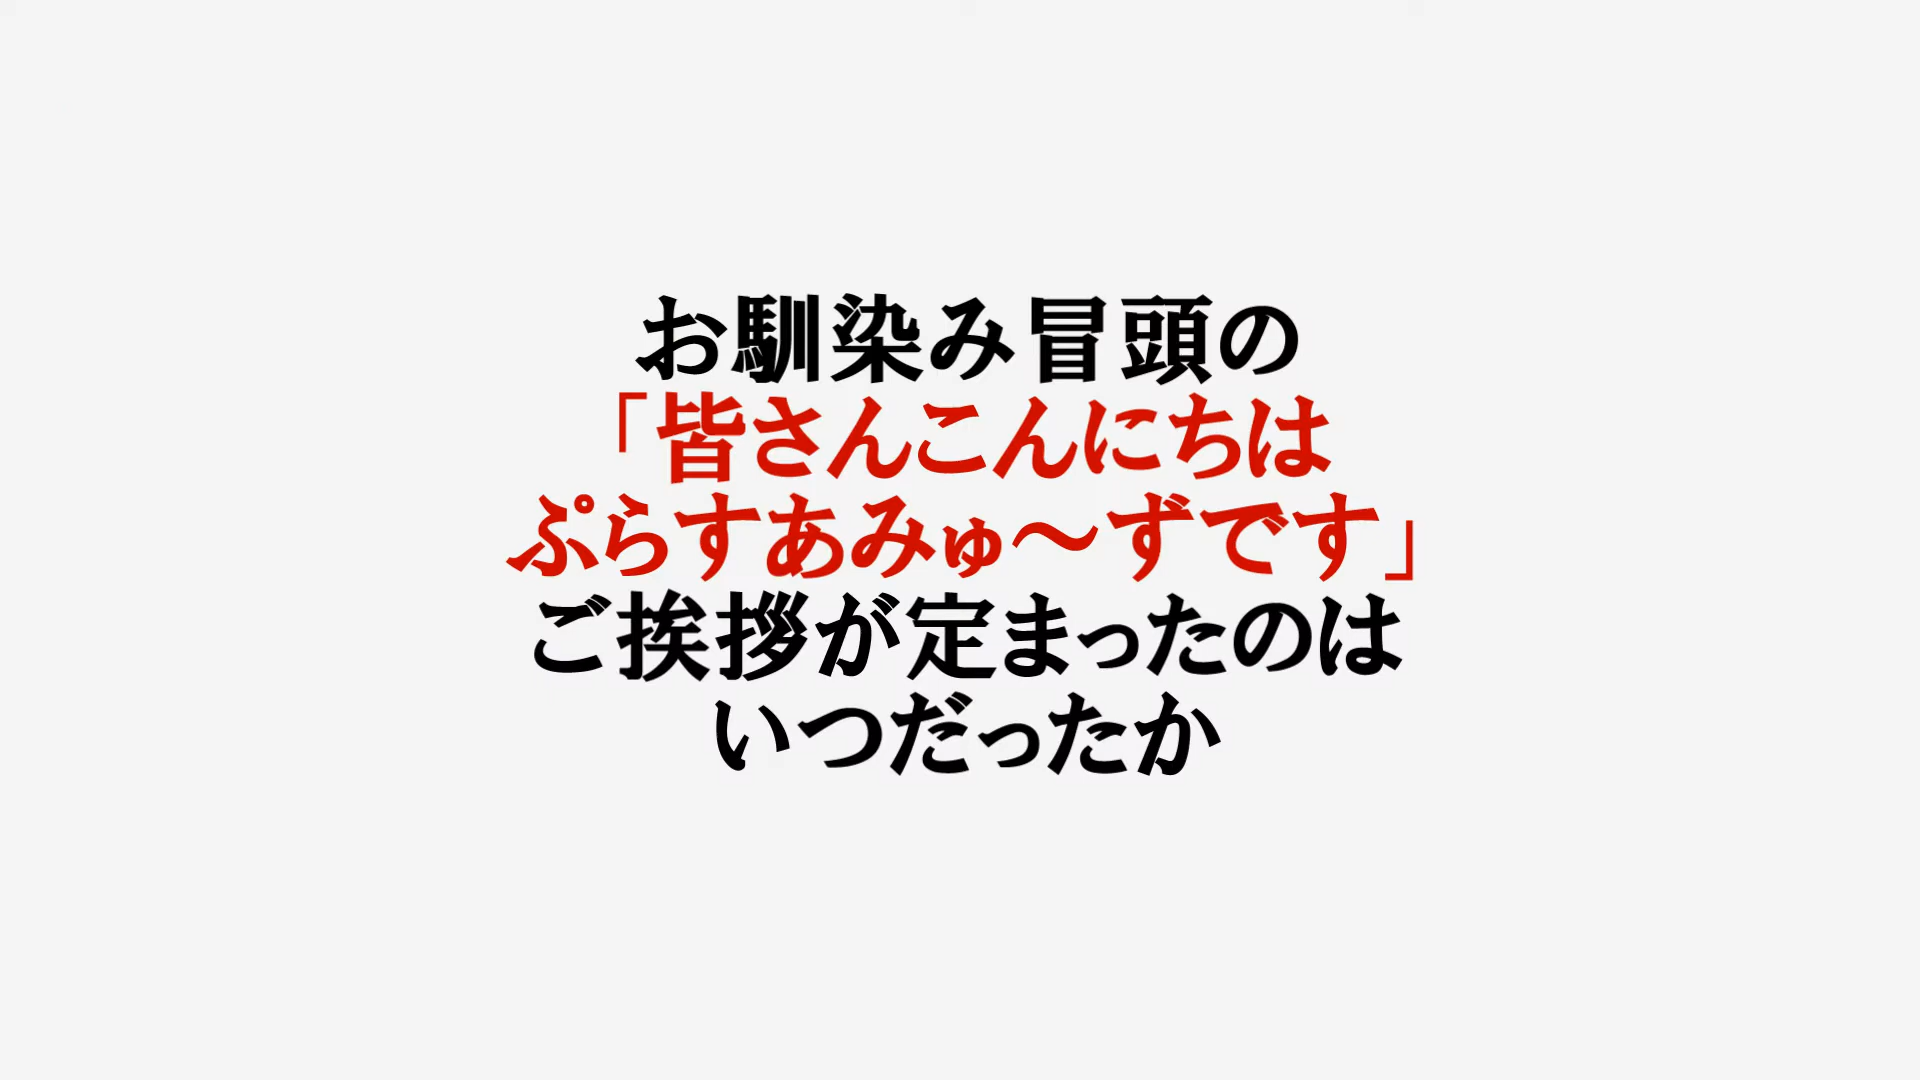 お馴染み冒頭の
「皆さんこんにちは
ぷらすあみゅ〜ずです」
ご挨拶が定まったのは
いつだったか